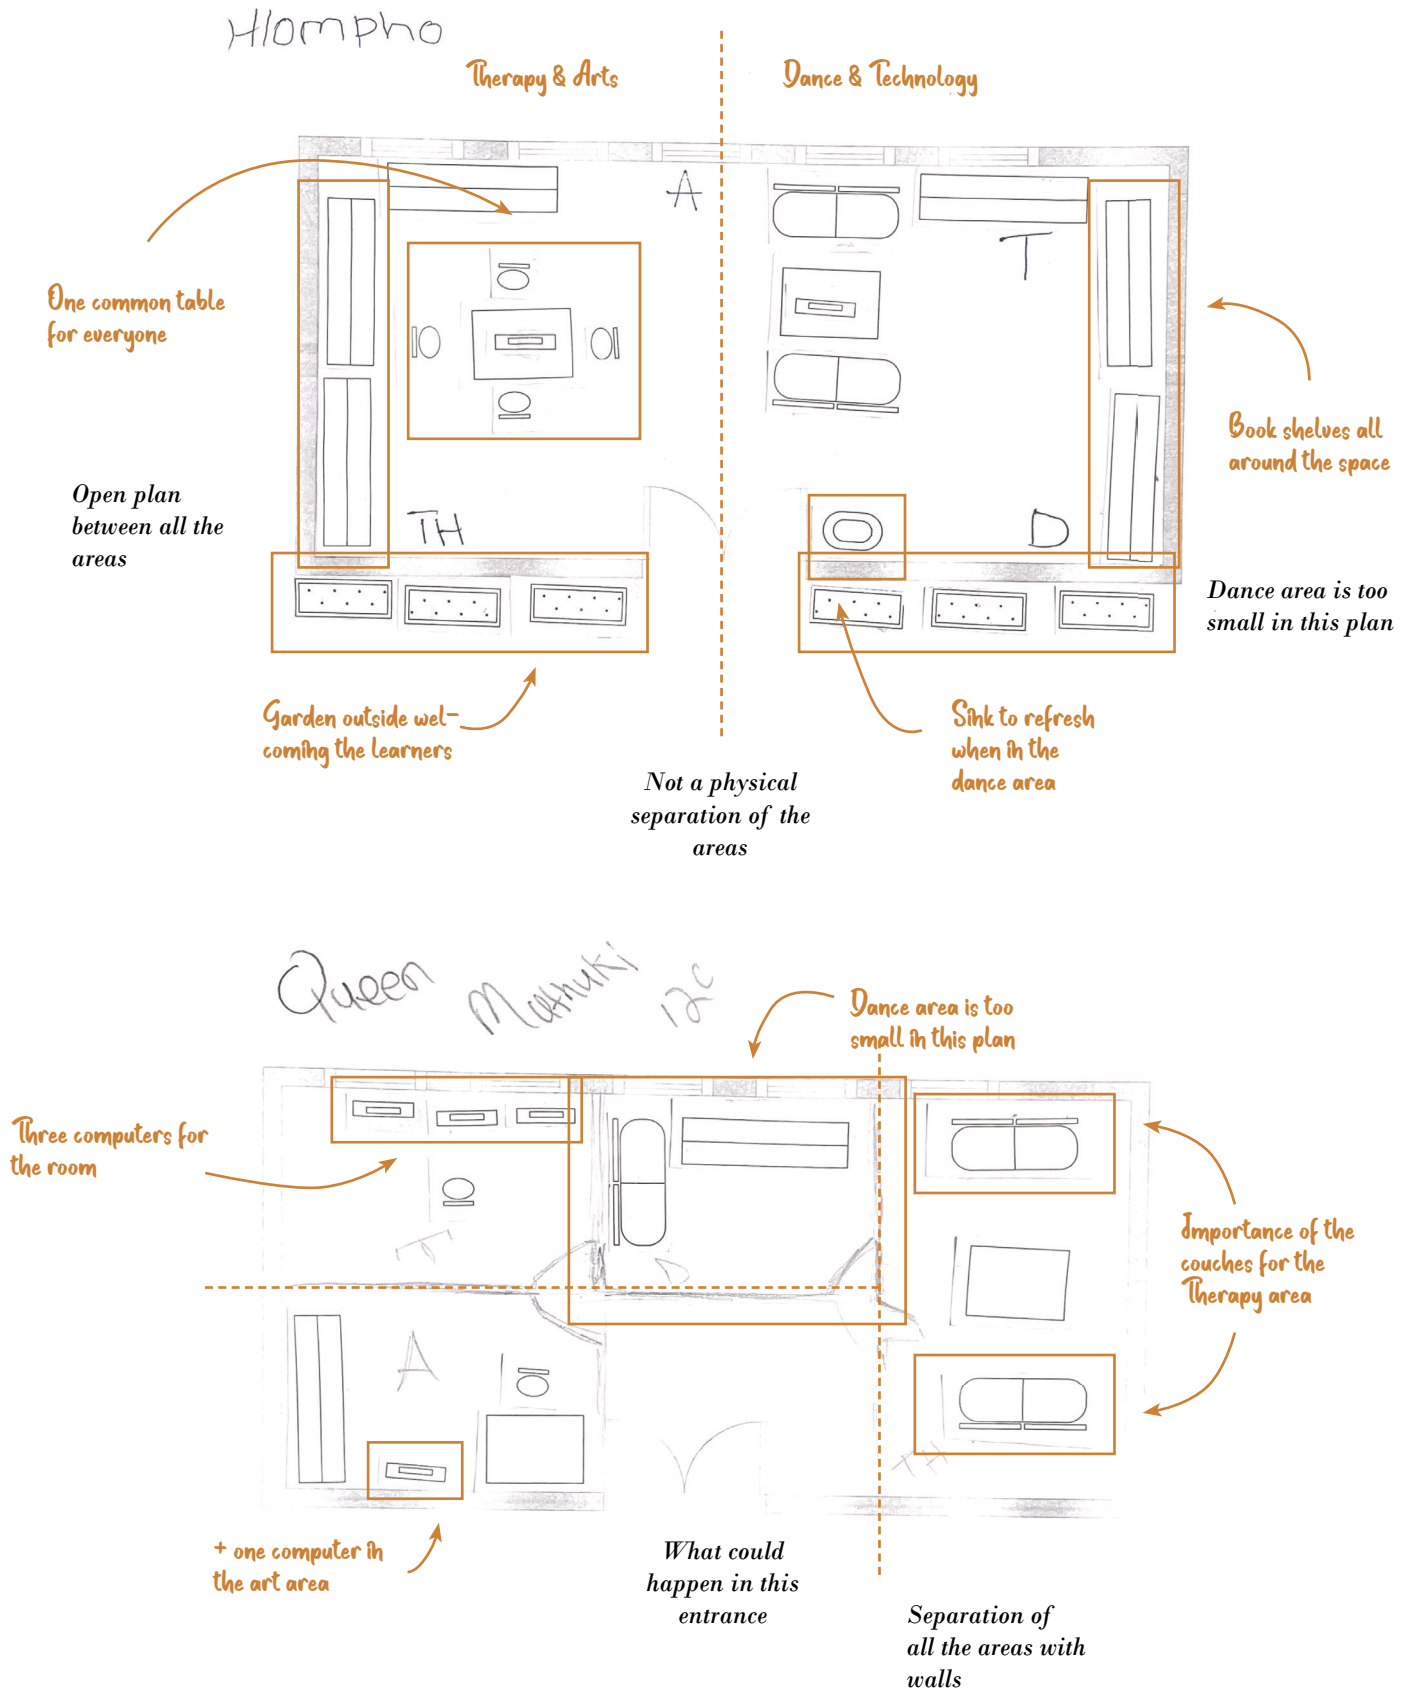 Hlompho
Therapy & Arts
Dance & Technology
A
T
One common table
for everyone
Book shelves all
around the space
Open plan
between all the
areas
TH
D
Dance area is too
small in this plan
Garden outside wel-
coming the learners
Sink to refresh
when in the
dance area
Not a physical
separation of the
areas
Queen
12c
Dance area is too
small in this plan
Three computers for
the room
T
D
Importance of the
couches for the
Therapy area
A
TH
+ one computer in
the art area
What could
happen in this
entrance
Separation of
all the areas with
walls